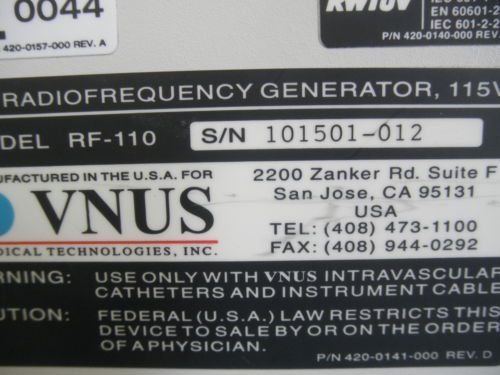 0044
420-0157-000 REV. A
RWTÜV
EN 60601-2
IEC 601-2-2
P/N 420-0140-000 REV.
RADIOFREQUENCY GENERATOR, 115V
DEL RF-110 S/N 101501-012
UFACTURED IN THE U.S.A. FOR
VNUS
DICAL TECHNOLOGIES, INC.
2200 Zanker Rd. Suite F
San Jose, CA 95131
USA
TEL: (408) 473-1100
FAX: (408) 944-0292
RNING: USE ONLY WITH VNUS INTRAVASCULAR
CATHETERS AND INSTRUMENT CABLE
UTION: FEDERAL (U.S.A.) LAW RESTRICTS THIS
DEVICE TO SALE BY OR ON THE ORDER
OF A PHYSICIAN.
P/N 420-0141-000 REV. D